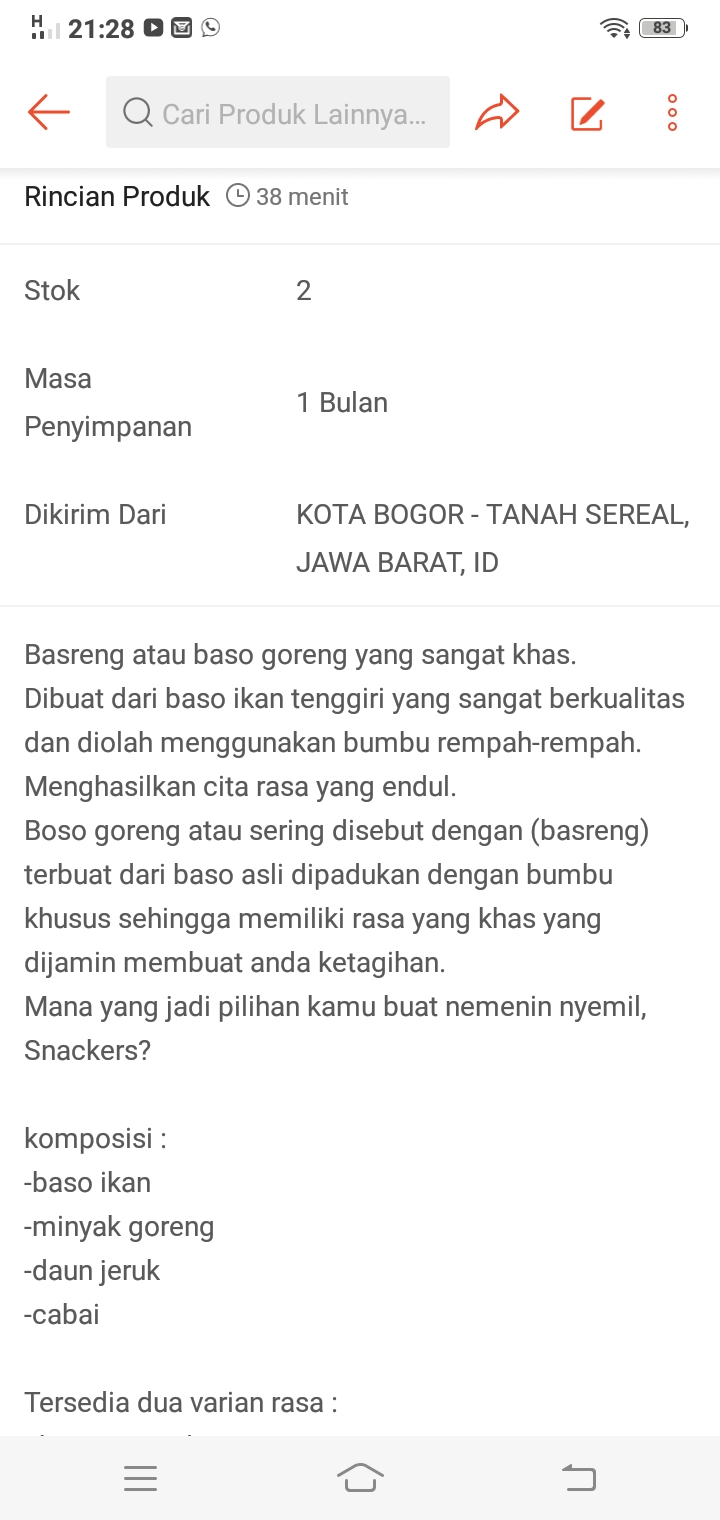 H
21:28
83
Cari Produk Lainnya...
Rincian Produk 38 menit
Stok 2
Masa
Penyimpanan
1 Bulan
Dikirim Dari KOTA BOGOR - TANAH SEREAL,
JAWA BARAT, ID
Basreng atau baso goreng yang sangat khas.
Dibuat dari baso ikan tenggiri yang sangat berkualitas
dan diolah menggunakan bumbu rempah-rempah.
Menghasilkan cita rasa yang endul.
Boso goreng atau sering disebut dengan (basreng)
terbuat dari baso asli dipadukan dengan bumbu
khusus sehingga memiliki rasa yang khas yang
dijamin membuat anda ketagihan.
Mana yang jadi pilihan kamu buat nemenin nyemil,
Snackers?
komposisi :
-baso ikan
-minyak goreng
-daun jeruk
-cabai
Tersedia dua varian rasa :